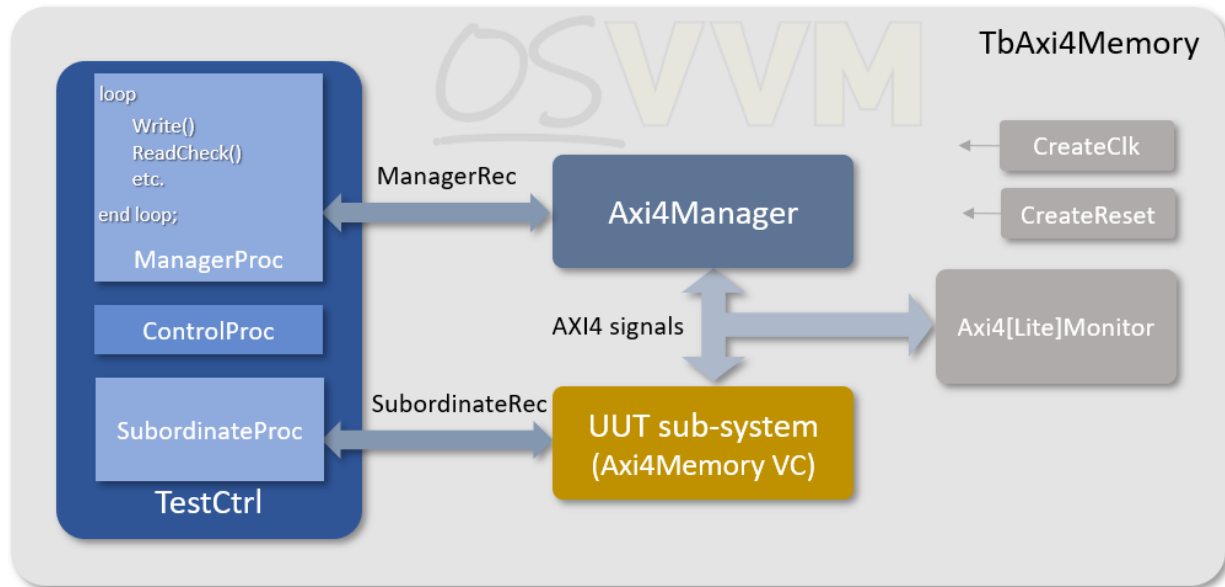 OSVVM
TbAxi4Memory
loop
Write()
ReadCheck()
etc.
end loop;
ManagerProc
ControlProc
SubordinateProc
TestCtrl
ManagerRec
Axi4Manager
AXI4 signals
SubordinateRec
UUT sub-system
(Axi4Memory VC)
CreateClk
CreateReset
Axi4[Lite]Monitor